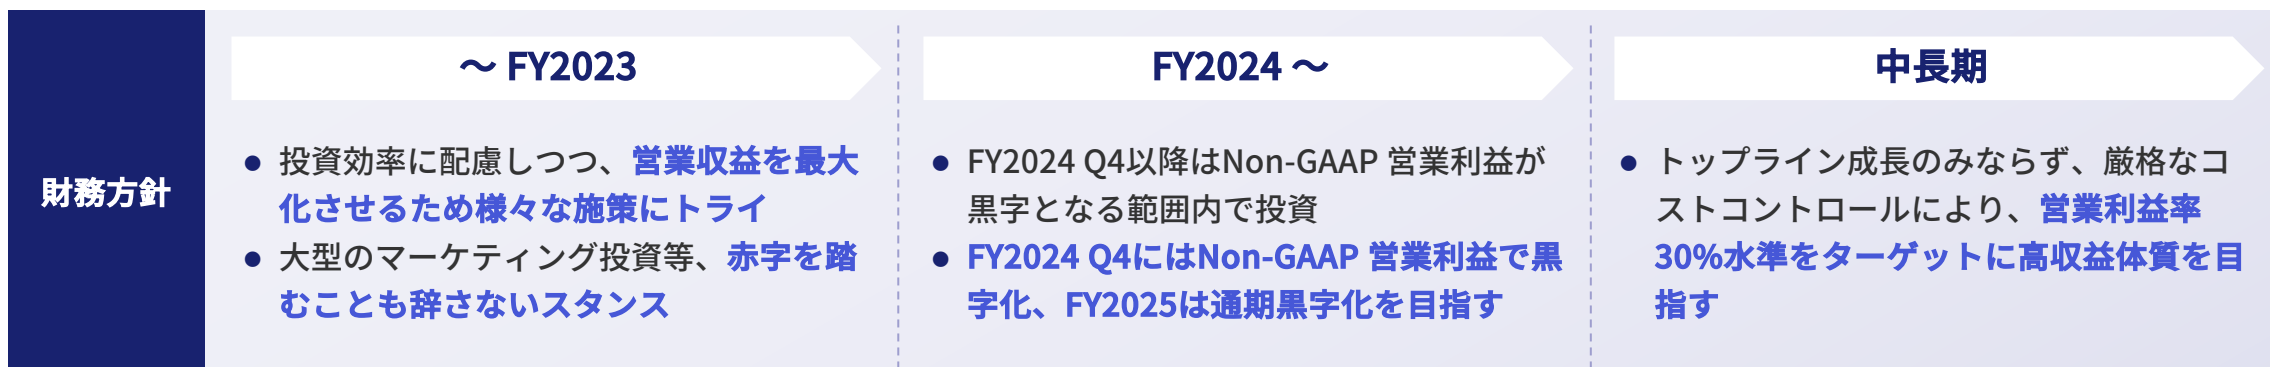 財務方針
～ FY2023
● 投資効率に配慮しつつ、営業収益を最大
化させるため様々な施策にトライ
● 大型のマーケティング投資等、赤字を踏
むことも辞さないスタンス
FY2024 ～
● FY2024 Q4以降はNon-GAAP 営業利益が
黒字となる範囲内で投資
● FY2024 Q4にはNon-GAAP 営業利益で黒
字化、FY2025は通期黒字化を目指す
中長期
● トップライン成長のみならず、厳格なコ
ストコントロールにより、営業利益率
30%水準をターゲットに高収益体質を目
指す